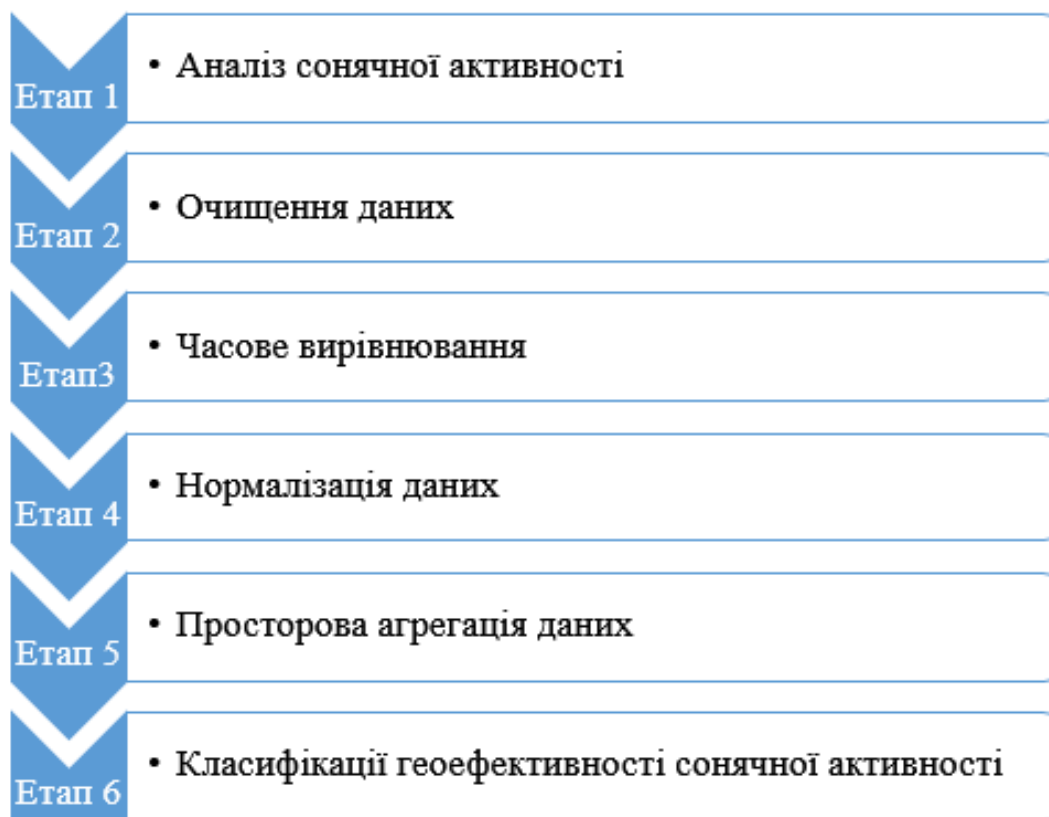 Етап 1
• Аналіз сонячної активності
Етап 2
• Очищення даних
Етап3
• Часове вирівнювання
Етап 4
• Нормалізація даних
Етап 5
• Просторова агрегація даних
Етап 6
• Класифікації геоефективності сонячної активності